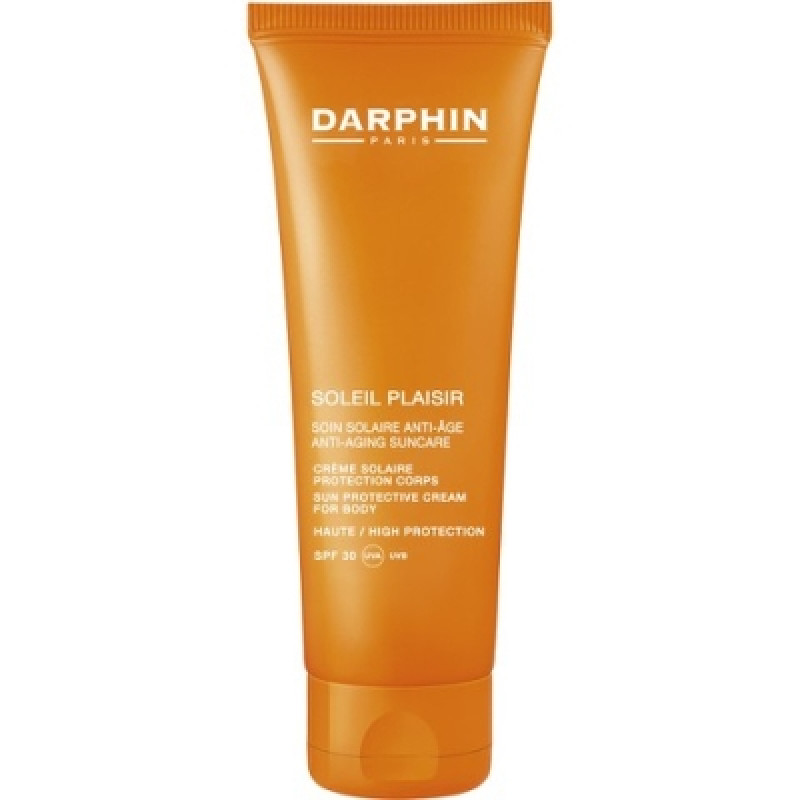 DARPHIN
PARIS
SOLEIL PLAISIR
SOIN SOLAIRE ANTI-ÂGE
ANTI-AGING SUNCARE
CRÈME SOLAIRE
PROTECTION CORPS
SUN PROTECTIVE CREAM
FOR BODY
HAUTE / HIGH PROTECTION
SPF 30 UVA UVB